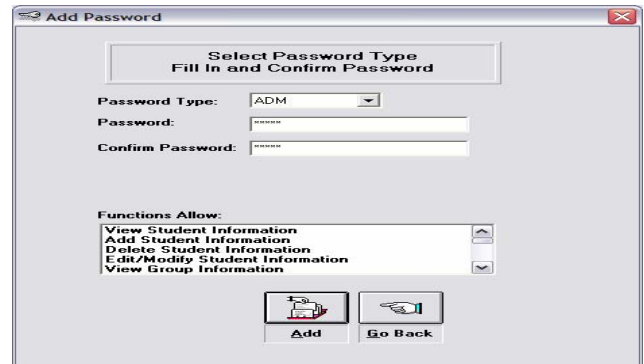 Add Password
Select Password Type
Fill In and Confirm Password
Password Type: ADM
Password: *****
Confirm Password: *****
Functions Allow:
View Student Information
Add Student Information
Delete Student Information
Edit/Modify Student Information
View Group Information
Add Go Back